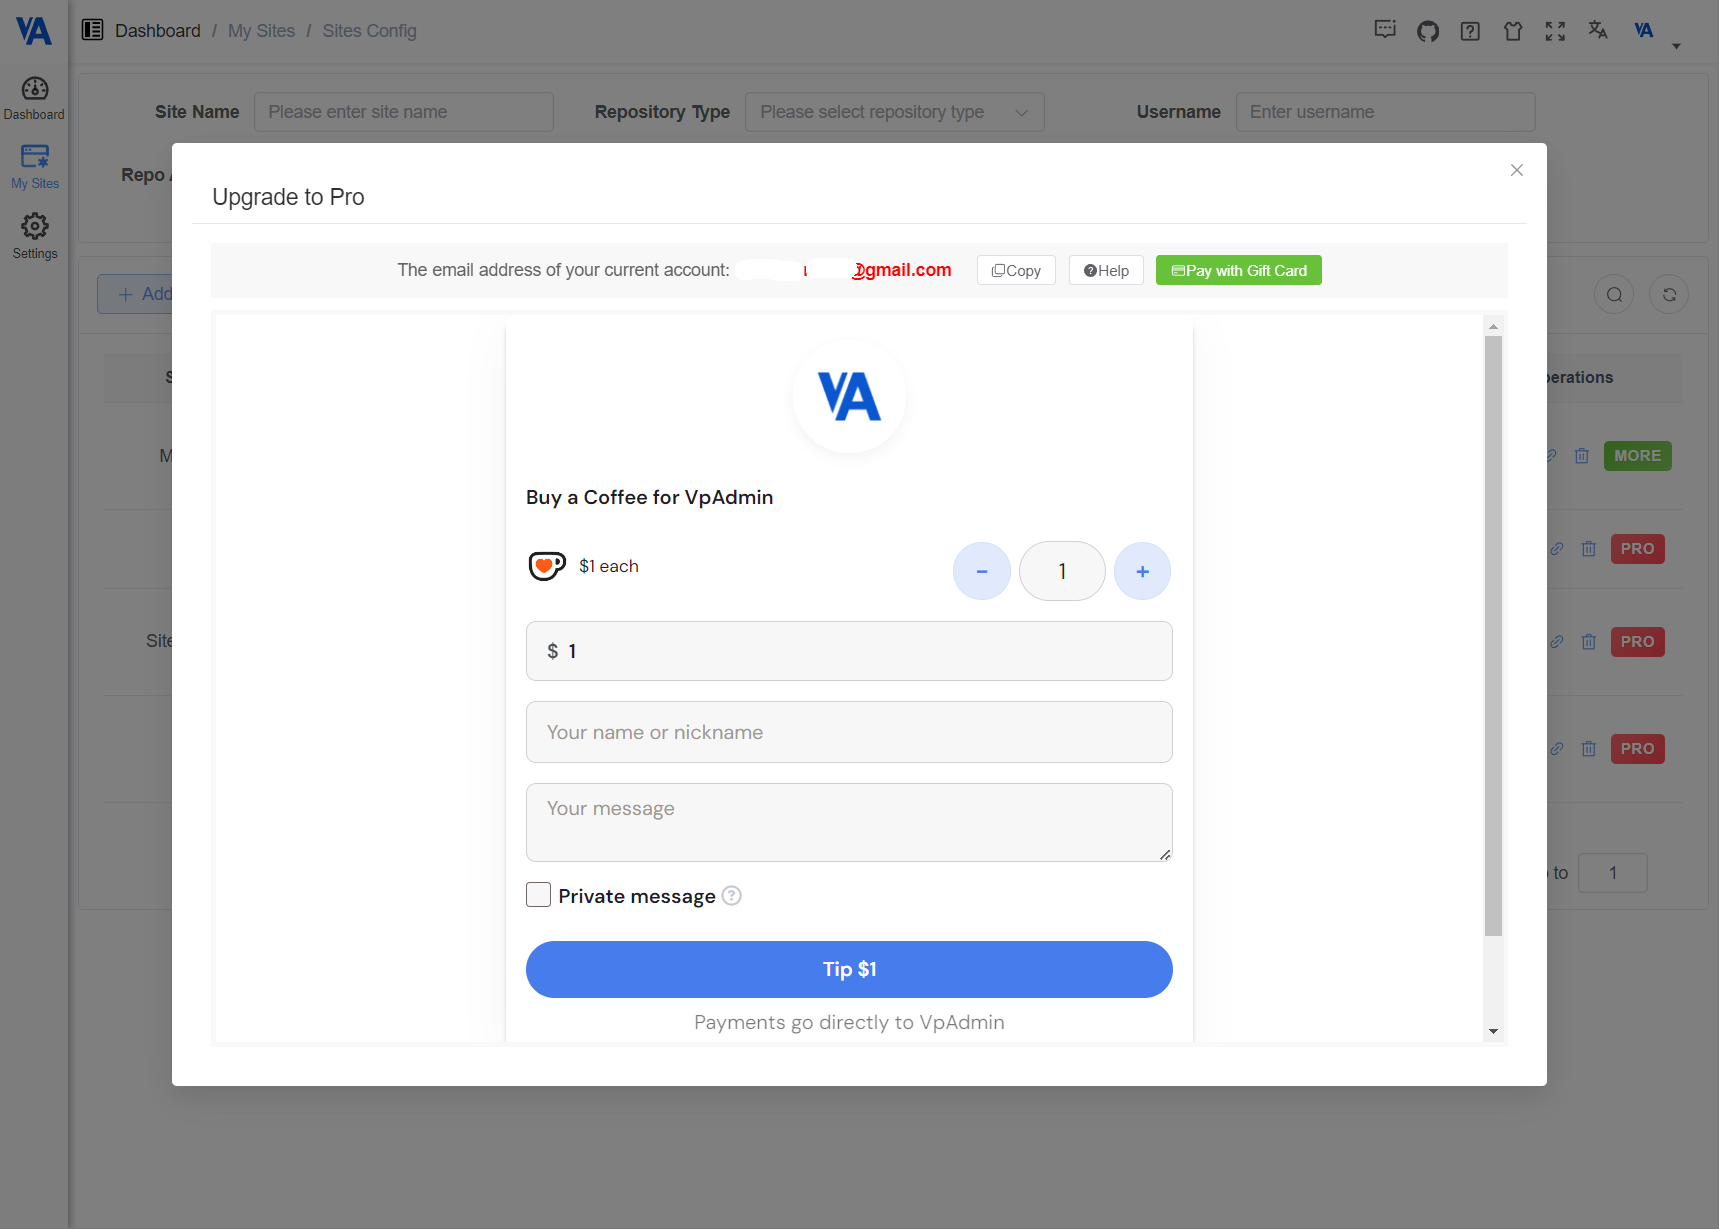 VA
Dashboard / My Sites / Sites Config
VA
Dashboard
My Sites
Settings
Site Name Please enter site name Repository Type Please select repository type Username Enter username
Repo
Upgrade to Pro
The email address of your current account: @gmail.com Copy Help Pay with Gift Card
Add
VA
Buy a Coffee for VpAdmin
$1 each - 1 +
$ 1
Your name or nickname
Your message
Private message ?
Tip $1
Payments go directly to VpAdmin
S
perations
M
MORE
PRO
Site
PRO
PRO
to 1